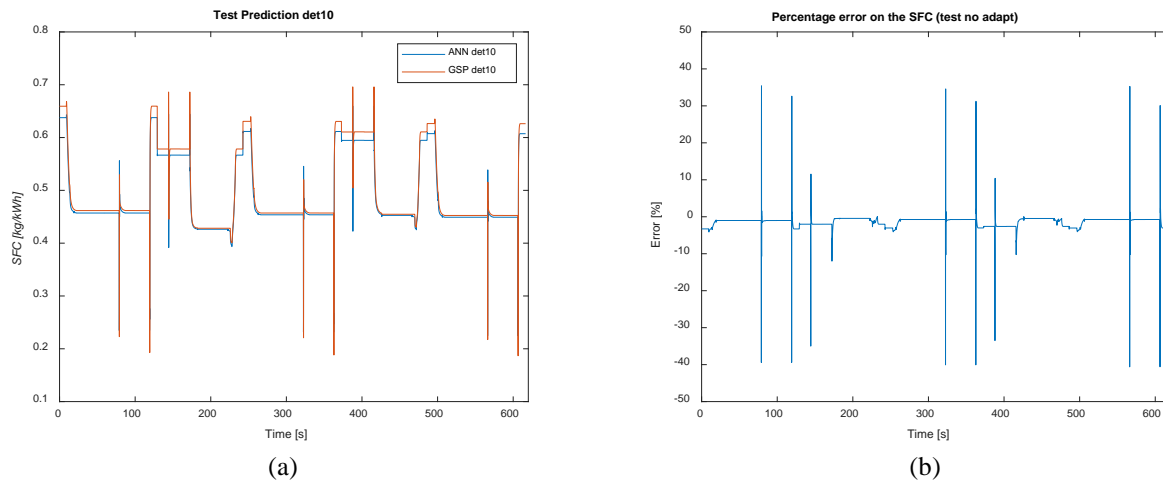 Test Prediction det10
0.8
0.7
0.6
0.5
0.4
0.3
0.2
0.1
SFC [kg/kWh]
ANN det10
GSP det10
0 100 200 300 400 500 600
Time [s]
(a)
Percentage error on the SFC (test no adapt)
50
40
30
20
10
0
-10
-20
-30
-40
-50
Error [%]
0 100 200 300 400 500 600
Time [s]
(b)